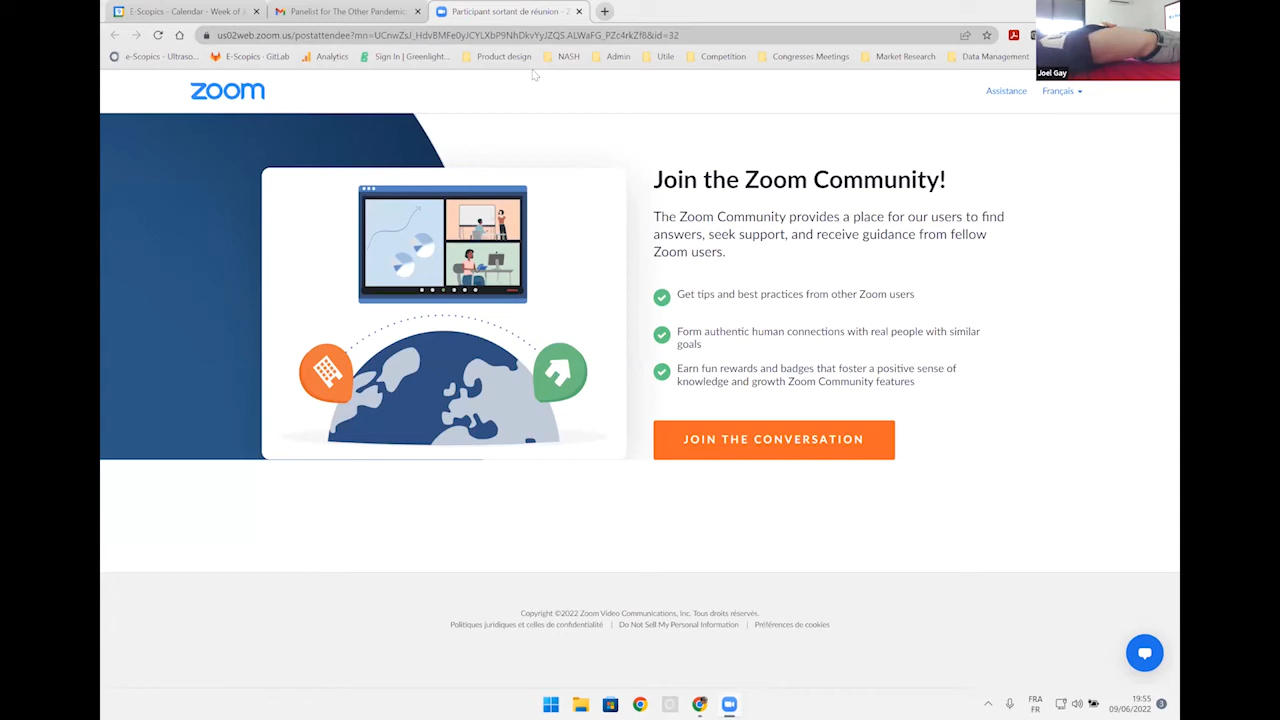 E-Scopics - Calendar - Week of
Panelist for The Other Pandemic:
Participant sortant de réunion - Z
us02web.zoom.us/postattendee?mn=UCnwZsJ_HdvBMFe0yJCYLXbP9NhDkvYyJZQS.ALWaFG_PZc4rkZf8&id=32
e-Scopics - Ultraso...
E-Scopics · GitLab
Analytics
Sign In | Greenlight...
Product design
NASH
Admin
Utile
Competition
Congresses Meetings
Market Research
Data Management
Joel Gay
zoom
Assistance
Français
Join the Zoom Community!
The Zoom Community provides a place for our users to find
answers, seek support, and receive guidance from fellow
Zoom users.
Get tips and best practices from other Zoom users
Form authentic human connections with real people with similar
goals
Earn fun rewards and badges that foster a positive sense of
knowledge and growth Zoom Community features
JOIN THE CONVERSATION
Copyright ©2022 Zoom Video Communications, Inc. Tous droits réservés.
Politiques juridiques et celles de confidentialité | Do Not Sell My Personal Information | Préférences de cookies
FRA
FR
19:55
09/06/2022
3